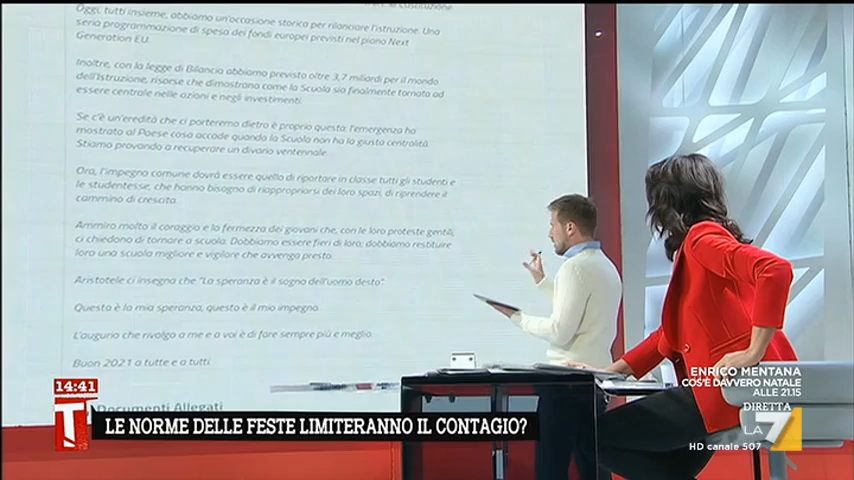 la Costituzione.
Oggi, tutti insieme, abbiamo un'occasione storica per rilanciare l'istruzione. Una
seria programmazione di spesa dei fondi europei previsti nel piano Next
Generation EU.
Inoltre, con la legge di Bilancio abbiamo previsto oltre 3,7 miliardi per il mondo
dell'Istruzione, risorse che dimostrano come la Scuola sia finalmente tornata ad
essere centrale nelle azioni e negli investimenti.
Se c'è un'eredità che ci porteremo dietro è proprio questa: l'emergenza ha
mostrato al Paese cosa accade quando la Scuola non ha la giusta centralità.
Stiamo provando a recuperare un divario ventennale.
Ora, l'impegno comune dovrà essere quello di riportare in classe tutti gli studenti e
le studentesse, che hanno bisogno di riappropriarsi dei loro spazi, di riprendere il
cammino di crescita.
Ammiro molto il coraggio e la fermezza dei giovani che, con le loro proteste gentili,
ci chiedono di tornare a scuola. Dobbiamo essere fieri di loro; dobbiamo restituire
loro una scuola migliore e vigilare che avvenga presto.
Aristotele ci insegna che "La speranza è il sogno dell'uomo desto".
Questa è la mia speranza, questo è il mio impegno.
L'augurio che rivolgo a me e a voi è di fare sempre più e meglio.
Buon 2021 a tutte e a tutti.
Documenti Allegati
14:41
T
LE NORME DELLE FESTE LIMITERANNO IL CONTAGIO?
ENRICO MENTANA
COS'È DAVVERO NATALE
ALLE 21.15
DIRETTA
LA 7
HD canale 507